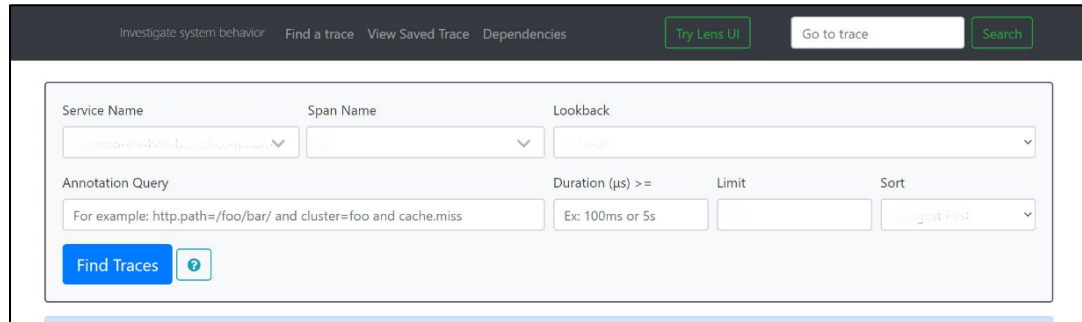 Investigate system behavior Find a trace View Saved Trace Dependencies Try Lens UI Go to trace Search
Service Name Span Name Lookback
Annotation Query Duration (µs) >= Limit Sort
For example: http.path=/foo/bar/ and cluster=foo and cache.miss Ex: 100ms or 5s Longest First
Find Traces ?